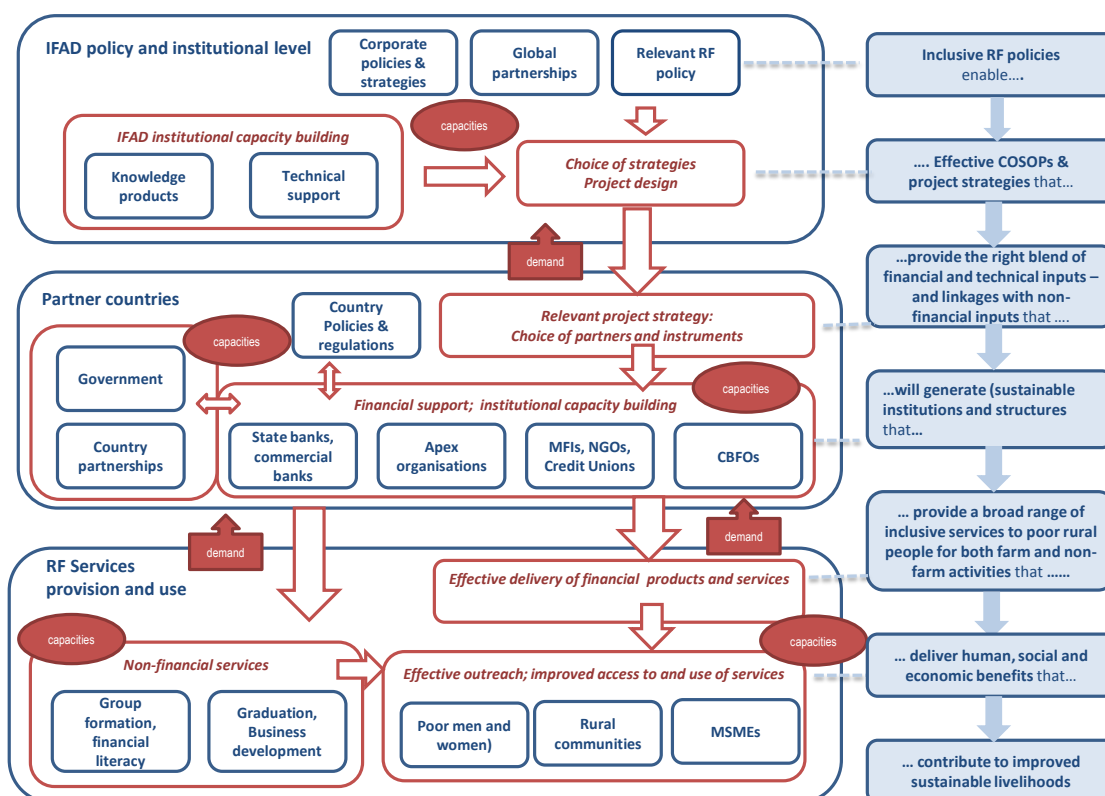 IFAD policy and institutional level
Corporate
policies &
strategies
Global
partnerships
Relevant RF
policy
capacities
IFAD institutional capacity building
Knowledge
products
Technical
support
Choice of strategies
Project design
demand
Partner countries
Country
Policies &
regulations
capacities
Relevant project strategy:
Choice of partners and instruments
Government
Country
partnerships
capacities
Financial support; institutional capacity building
State banks,
commercial
banks
Apex
organisations
MFIs, NGOs,
Credit Unions
CBFOs
demand
demand
RF Services
provision and use
Effective delivery of financial products and services
capacities
Non-financial services
Group
formation,
financial
literacy
Graduation,
Business
development
capacities
Effective outreach; improved access to and use of services
Poor men and
women)
Rural
communities
MSMEs
Inclusive RF policies
enable….
…. Effective COSOPs &
project strategies that…
…provide the right blend of
financial and technical inputs –
and linkages with non-
financial inputs that ….
…will generate (sustainable
institutions and structures
that…
… provide a broad range of
inclusive services to poor rural
people for both farm and non-
farm activities that ……
… deliver human, social and
economic benefits that…
… contribute to improved
sustainable livelihoods